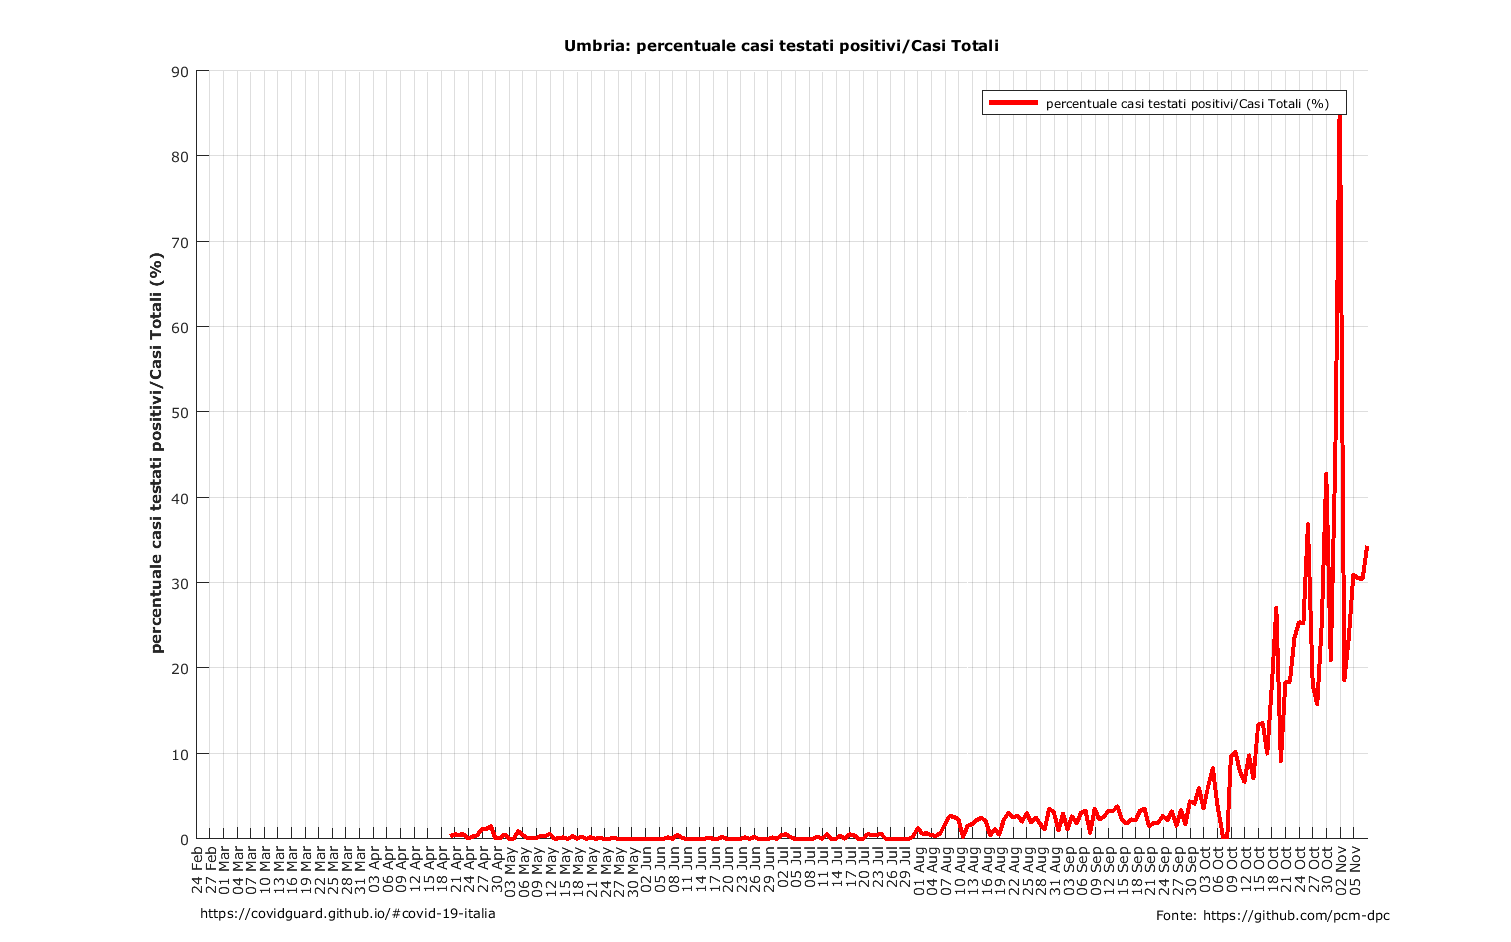 Umbria: percentuale casi testati positivi/Casi Totali
percentuale casi testati positivi/Casi Totali (%)
percentuale casi testati positivi/Casi Totali (%)
90
80
70
60
50
40
30
20
10
0
24 Feb
27 Feb
01 Mar
04 Mar
07 Mar
10 Mar
13 Mar
16 Mar
19 Mar
22 Mar
25 Mar
28 Mar
31 Mar
03 Apr
06 Apr
09 Apr
12 Apr
15 Apr
18 Apr
21 Apr
24 Apr
27 Apr
30 Apr
03 May
06 May
09 May
12 May
15 May
18 May
21 May
24 May
27 May
30 May
02 Jun
05 Jun
08 Jun
11 Jun
14 Jun
17 Jun
20 Jun
23 Jun
26 Jun
29 Jun
02 Jul
05 Jul
08 Jul
11 Jul
14 Jul
17 Jul
20 Jul
23 Jul
26 Jul
29 Jul
01 Aug
04 Aug
07 Aug
10 Aug
13 Aug
16 Aug
19 Aug
22 Aug
25 Aug
28 Aug
31 Aug
03 Sep
06 Sep
09 Sep
12 Sep
15 Sep
18 Sep
21 Sep
24 Sep
27 Sep
30 Sep
03 Oct
06 Oct
09 Oct
12 Oct
15 Oct
18 Oct
21 Oct
24 Oct
27 Oct
30 Oct
02 Nov
05 Nov
https://covidguard.github.io/#covid-19-italia
Fonte: https://github.com/pcm-dpc